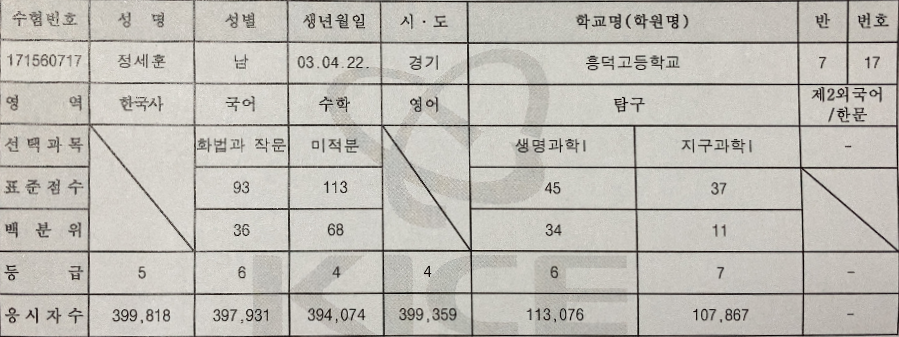 수험번호 성 명 성별 생년월일 시·도 학교명(학원명) 반 번호
171560717 정세훈 남 03.04.22. 경기 흥덕고등학교 7 17
영 역 한국사 국어 수학 영어 탐구 제2외국어
/한문
선택과목 화법과 작문 미적분 생명과학Ⅰ 지구과학Ⅰ -
표준점수 93 113 45 37
백 분 위 36 68 34 11
등 급 5 6 4 4 6 7 -
응시자수 399,818 397,931 394,074 399,359 113,076 107,867 -
KICE